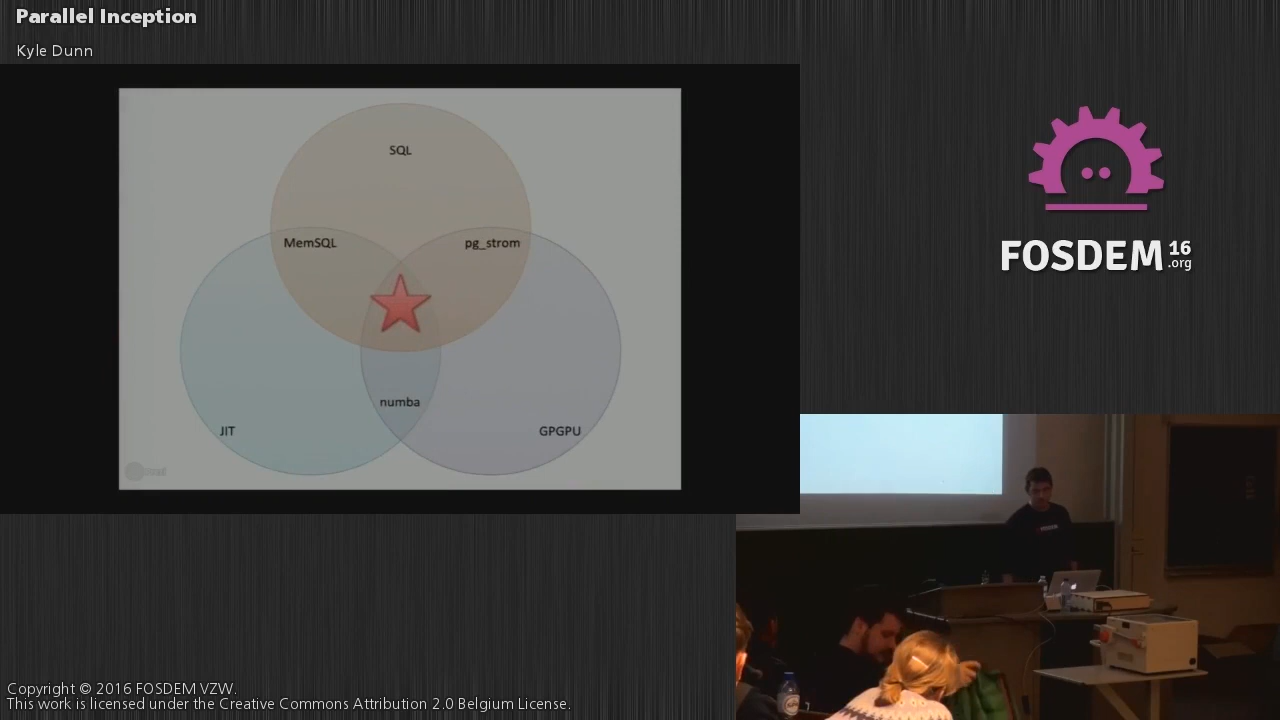 Parallel Inception
Kyle Dunn
SQL
MemSQL
pg_strom
numba
JIT
GPGPU
FOSDEM 16
.org
Copyright © 2016 FOSDEM VZW.
This work is licensed under the Creative Commons Attribution 2.0 Belgium License.